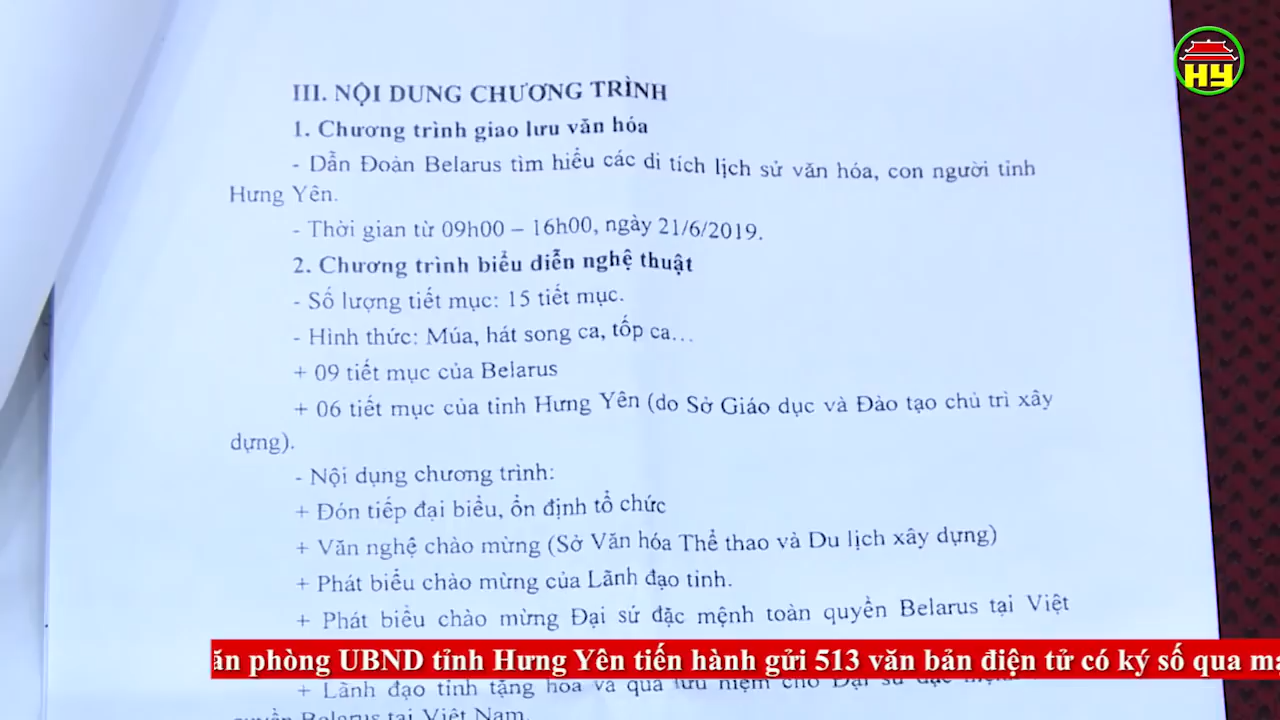 HY
III. NỘI DUNG CHƯƠNG TRÌNH
1. Chương trình giao lưu văn hóa
- Dẫn Đoàn Belarus tìm hiểu các di tích lịch sử văn hóa, con người tỉnh
Hưng Yên.
- Thời gian từ 09h00 – 16h00, ngày 21/6/2019.
2. Chương trình biểu diễn nghệ thuật
- Số lượng tiết mục: 15 tiết mục.
- Hình thức: Múa, hát song ca, tốp ca…
+ 09 tiết mục của Belarus
+ 06 tiết mục của tỉnh Hưng Yên (do Sở Giáo dục và Đào tạo chủ trì xây
dựng).
- Nội dụng chương trình:
+ Đón tiếp đại biểu, ổn định tổ chức
+ Văn nghệ chào mừng (Sở Văn hóa Thể thao và Du lịch xây dựng)
+ Phát biểu chào mừng của Lãnh đạo tỉnh.
+ Phát biểu chào mừng Đại sứ đặc mệnh toàn quyền Belarus tại Việt
ăn phòng UBND tỉnh Hưng Yên tiến hành gửi 513 văn bản điện tử có ký số qua mạ
+ Lãnh đạo tỉnh tặng hoa và quà lưu niệm cho Đại sứ đặc mệnh
quyền Belarus tại Việt Nam.